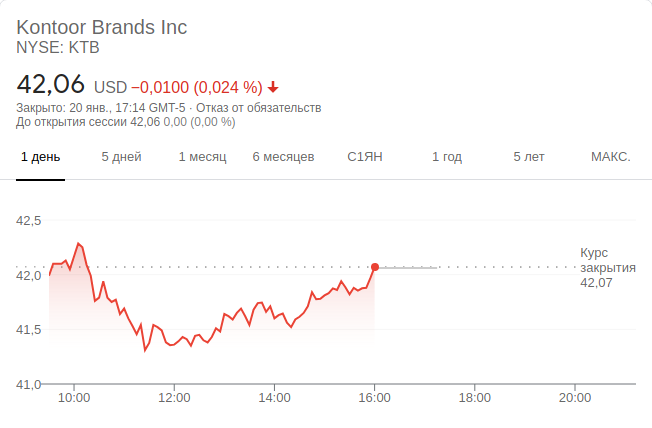 Kontoor Brands Inc
NYSE: KTB
42,06 USD −0,0100 (0,024 %)
Закрыто: 20 янв., 17:14 GMT-5 · Отказ от обязательств
До открытия сессии 42,06 0,00 (0,00 %)
1 день 5 дней 1 месяц 6 месяцев С1ЯН 1 год 5 лет МАКС.
42,5
42,0
41,5
41,0
Курс
закрытия
42,07
10:00 12:00 14:00 16:00 18:00 20:00